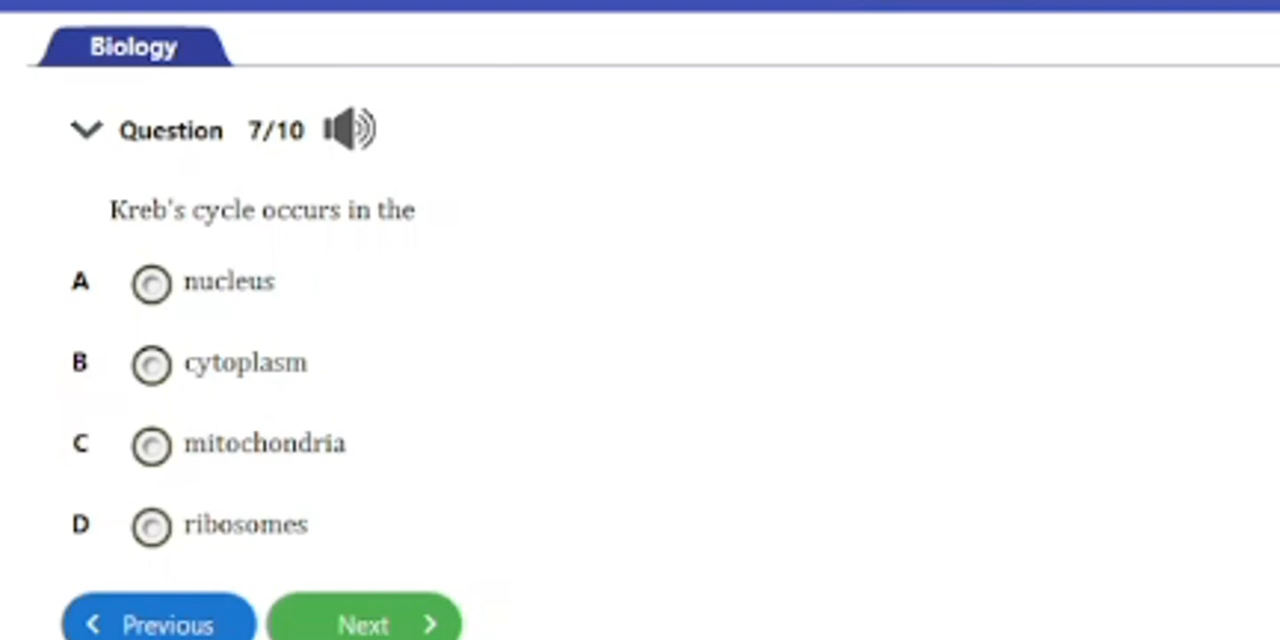 Biology
Question 7/10
Kreb's cycle occurs in the
A nucleus
B cytoplasm
C mitochondria
D ribosomes
Previous Next